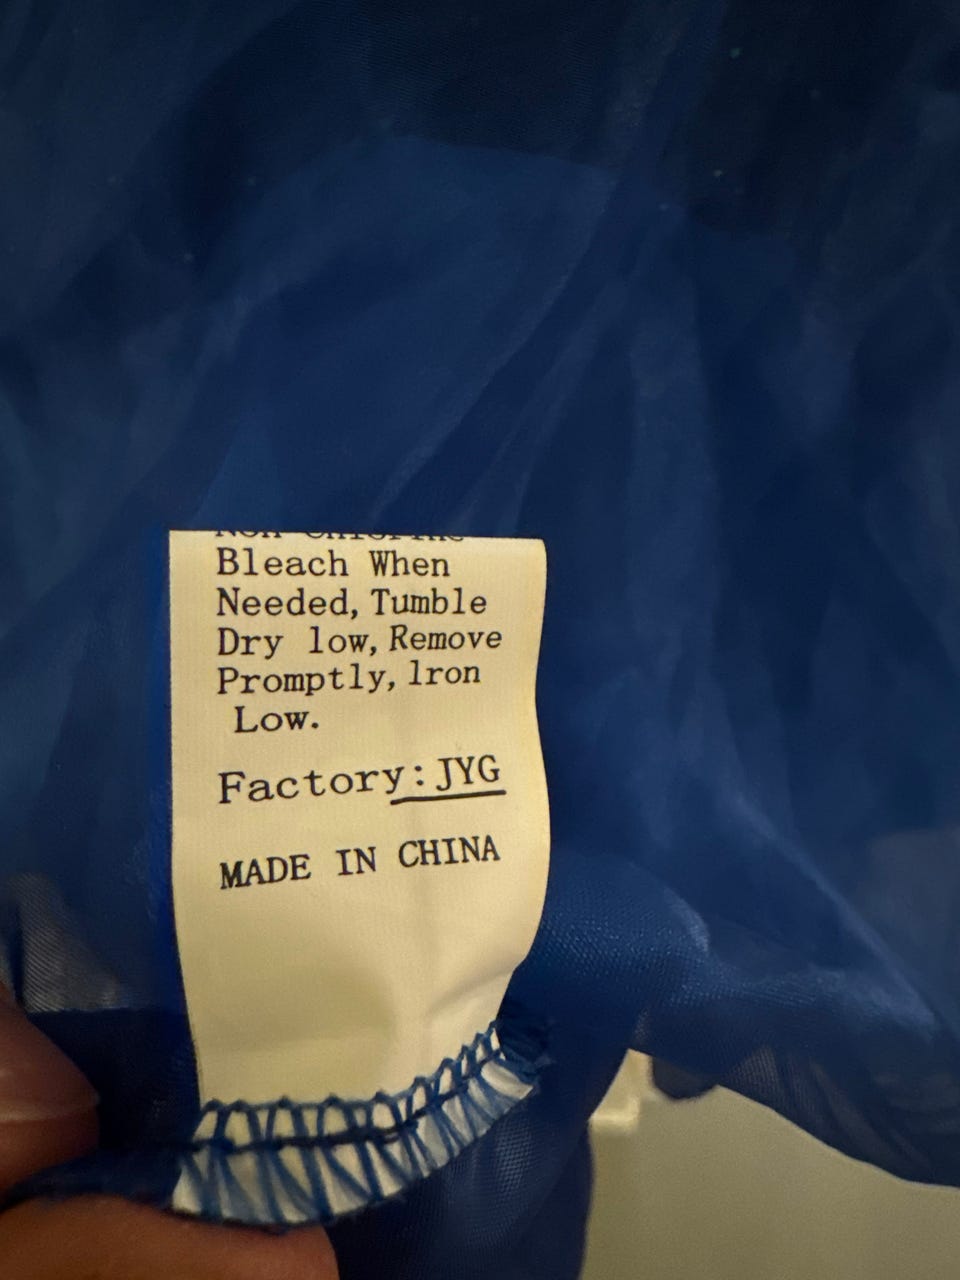 Bleach When
Needed, Tumble
Dry low, Remove
Promptly, lron
Low.
Factory: JYG
MADE IN CHINA